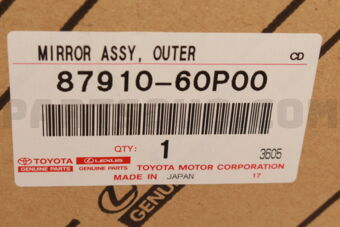 MIRROR ASSY, OUTER CD
87910-60P00
QTY: 1 3605
TOYOTA LEXUS TOYOTA MOTOR CORPORATION
GENUINE PARTS GENUINE PARTS
MADE IN JAPAN 17
GENU